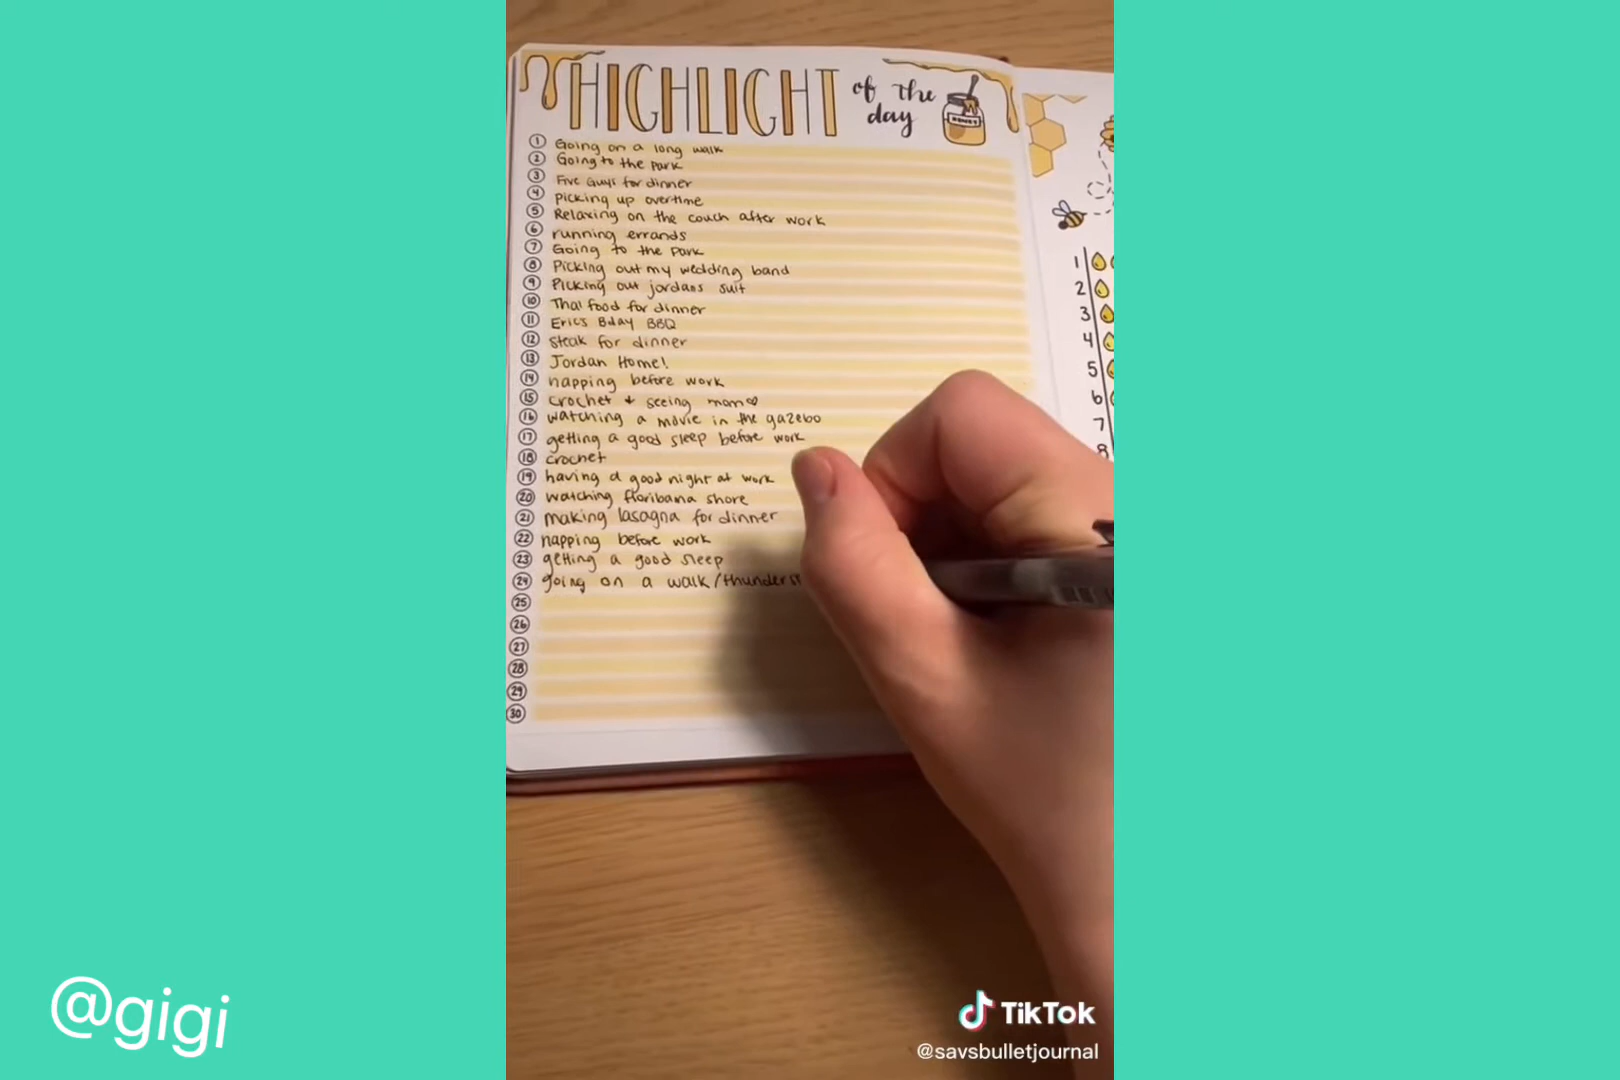 HIGHLIGHT of the day
HONEY
1 Going on a long walk
2 Going to the park
3 Five Guys for dinner
4 picking up overtime
5 Relaxing on the couch after work
6 running errands
7 Going to the park
8 Picking out my wedding band
9 Picking out jordans suit
10 Thai food for dinner
11 Erics Bday BBQ
12 steak for dinner
13 Jordan Home!
14 napping before work
15 crochet + seeing mom♡
16 watching a movie in the gazebo
17 getting a good sleep before work
18 crochet
19 having a good night at work
20 watching floribama shore
21 making lasagna for dinner
22 napping before work
23 getting a good sleep
24 going on a walk/thunderst
25
26
27
28
29
30
1
2
3
4
5
6
7
8
@gigi
TikTok
@savsbulletjournal